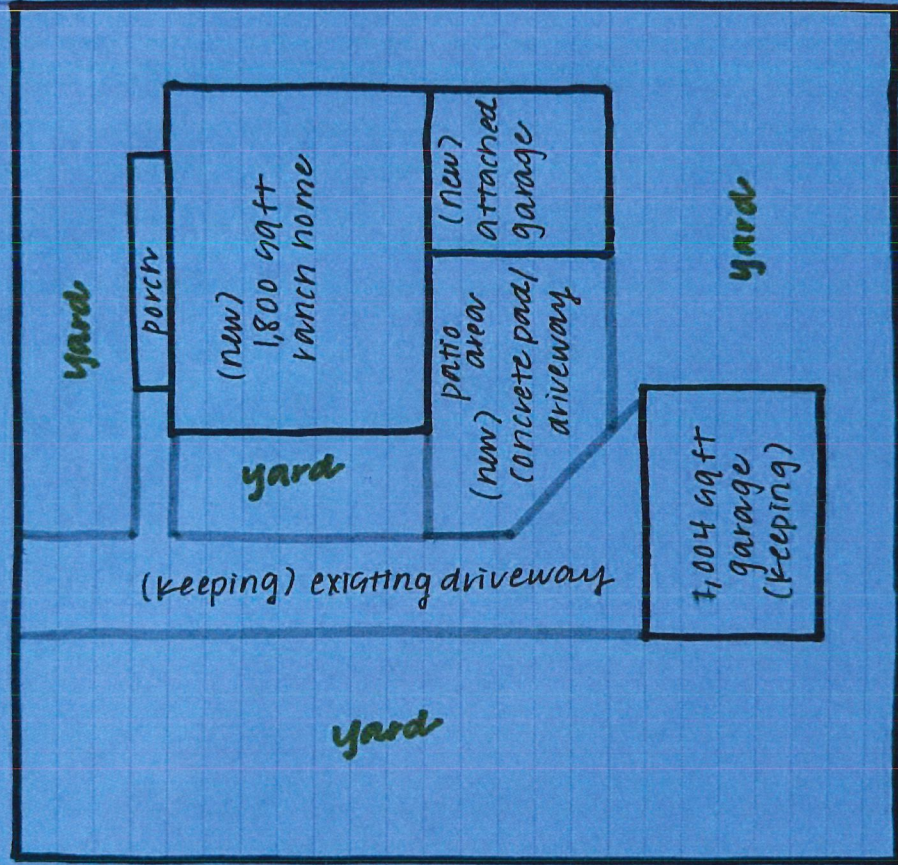 yard
porch
(new)
1,800 sqft
ranch home
(new)
attached
garage
yard
yard
patio
area
(new)
concrete pad/
driveway
(keeping) existing driveway
7,004 sqft
garage
(keeping)
yard